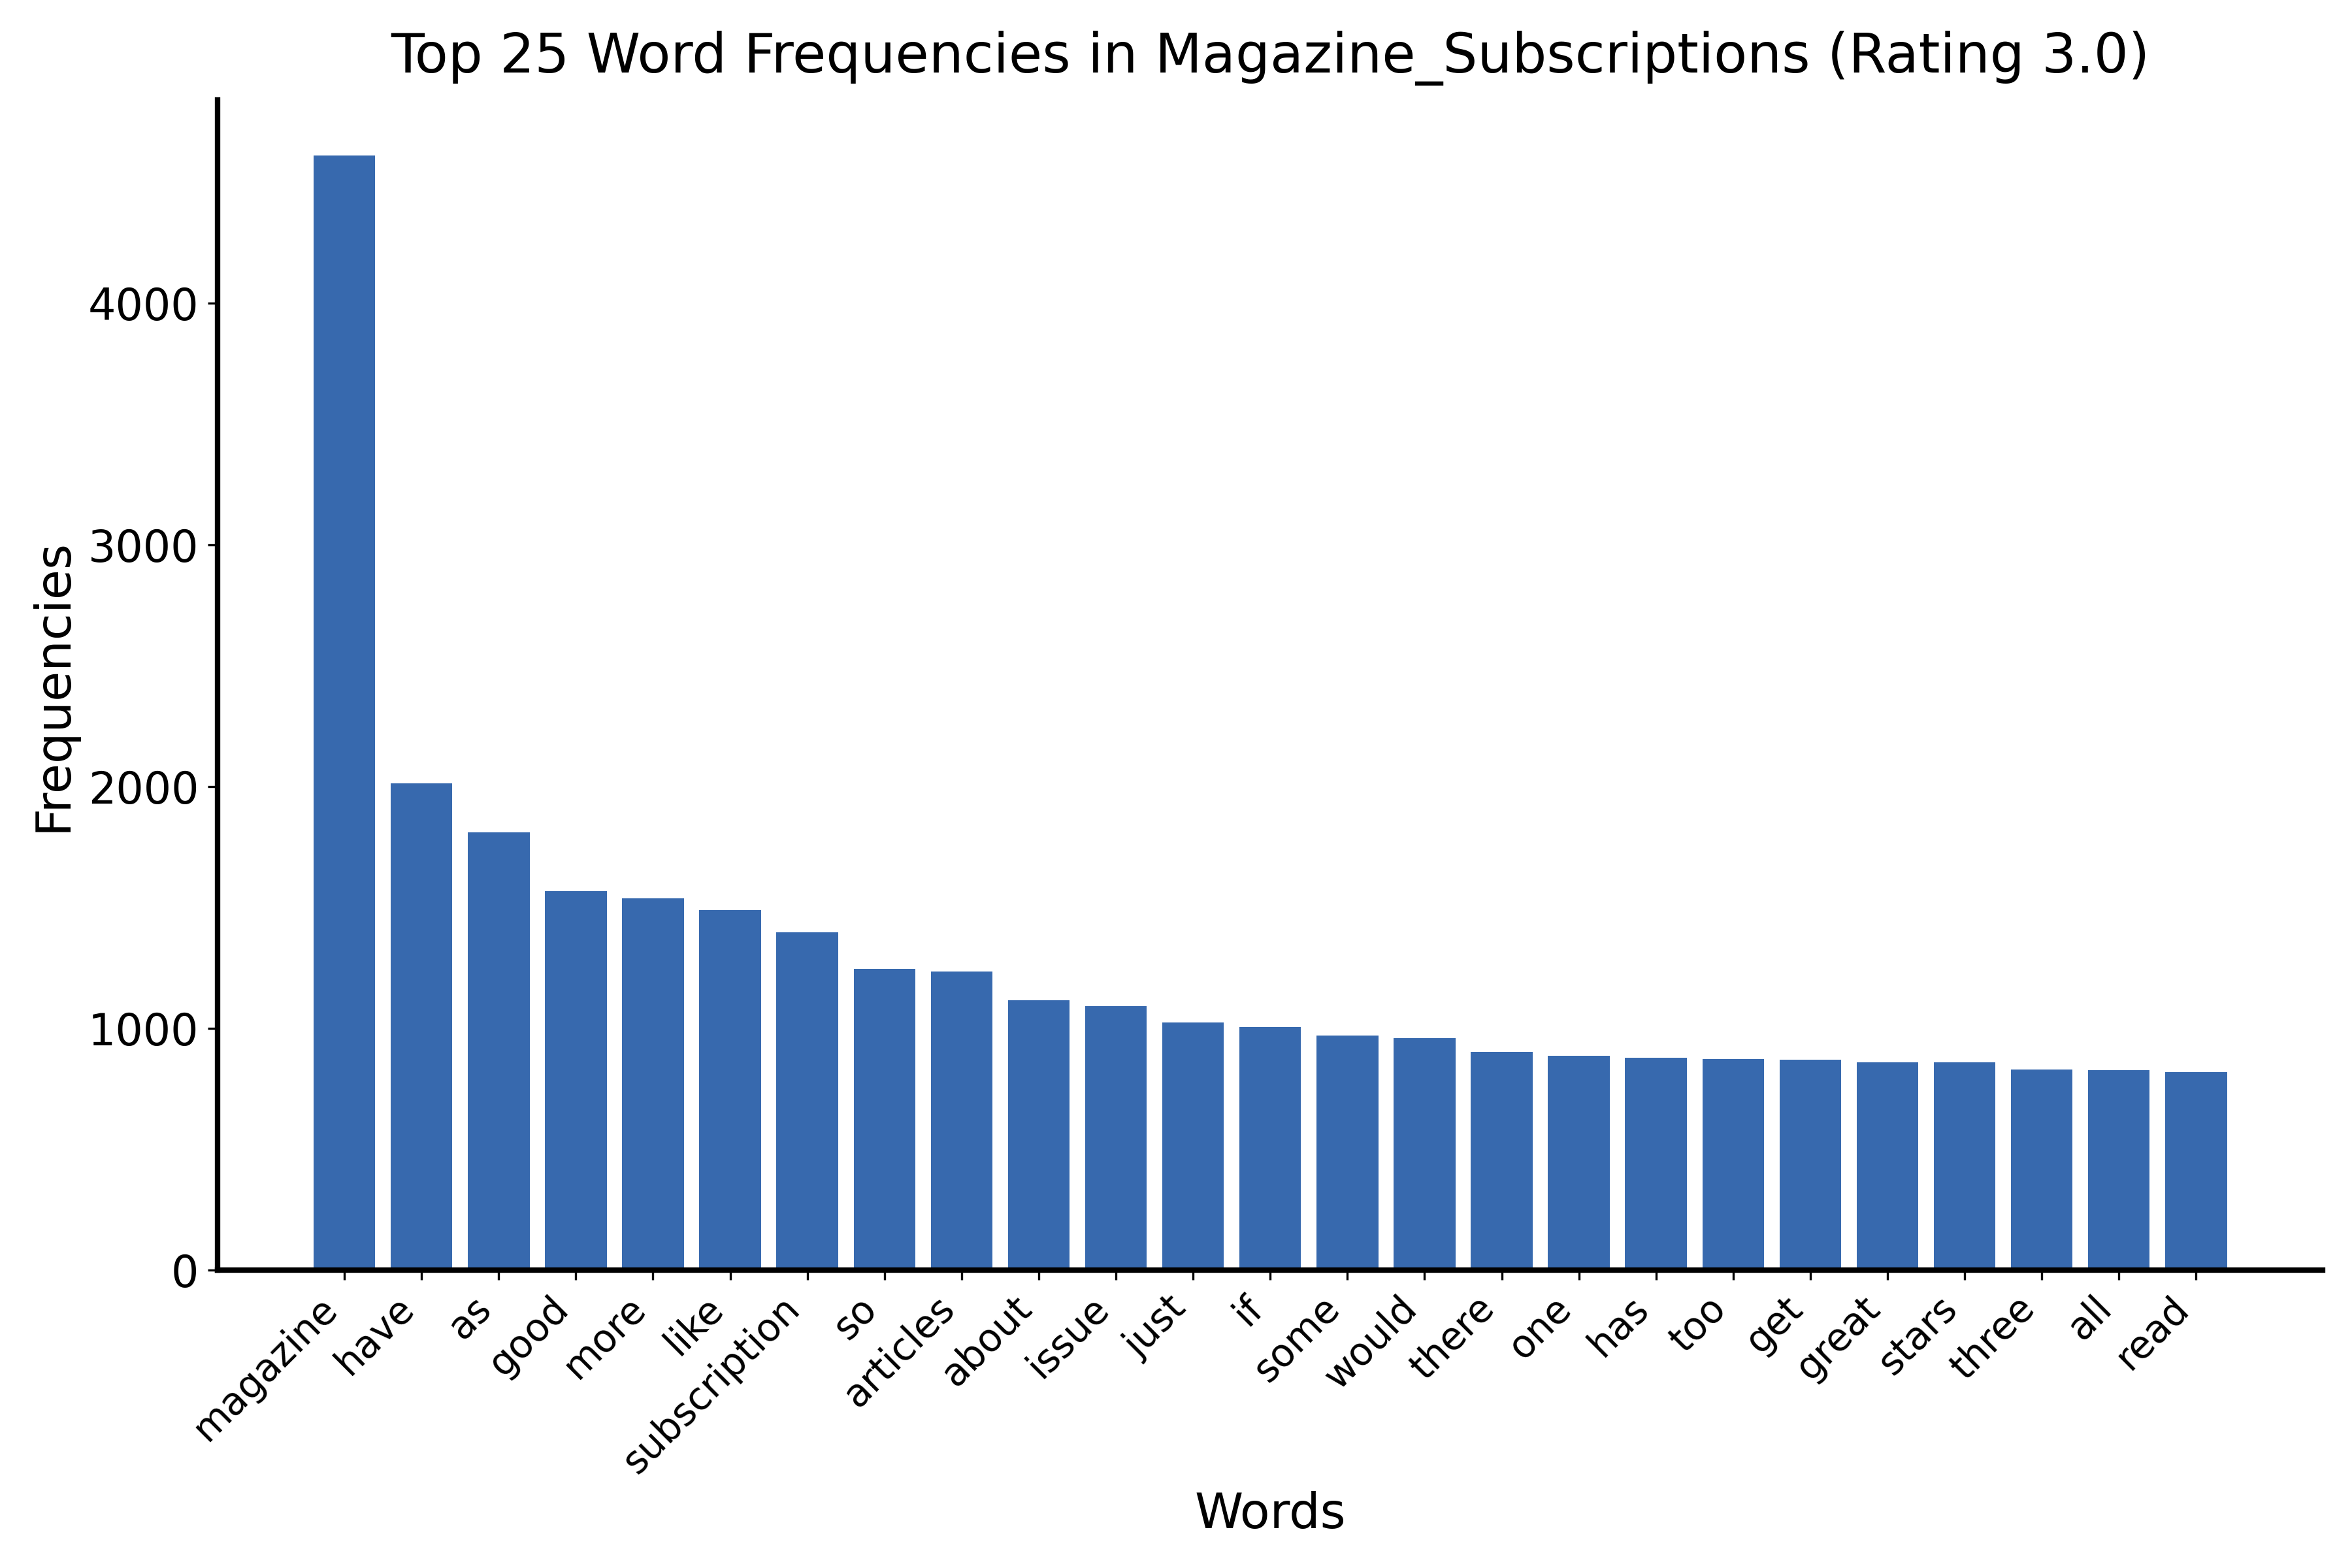 Top 25 Word Frequencies in Magazine_Subscriptions (Rating 3.0)
Frequencies
4000
3000
2000
1000
0
magazine
have
as
good
more
like
subscription
so
articles
about
issue
just
if
some
would
there
one
has
too
get
great
stars
three
all
read
Words